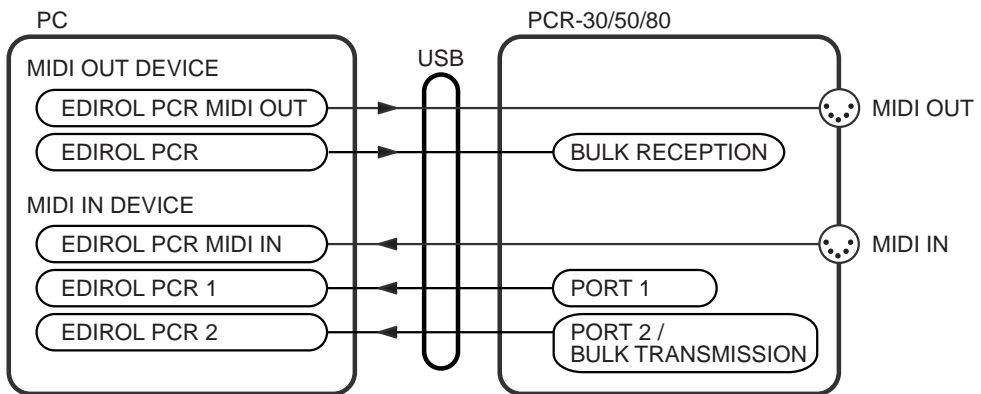 PC
PCR-30/50/80
USB
MIDI OUT DEVICE
EDIROL PCR MIDI OUT
MIDI OUT
EDIROL PCR
BULK RECEPTION
MIDI IN DEVICE
EDIROL PCR MIDI IN
MIDI IN
EDIROL PCR 1
PORT 1
EDIROL PCR 2
PORT 2 /
BULK TRANSMISSION